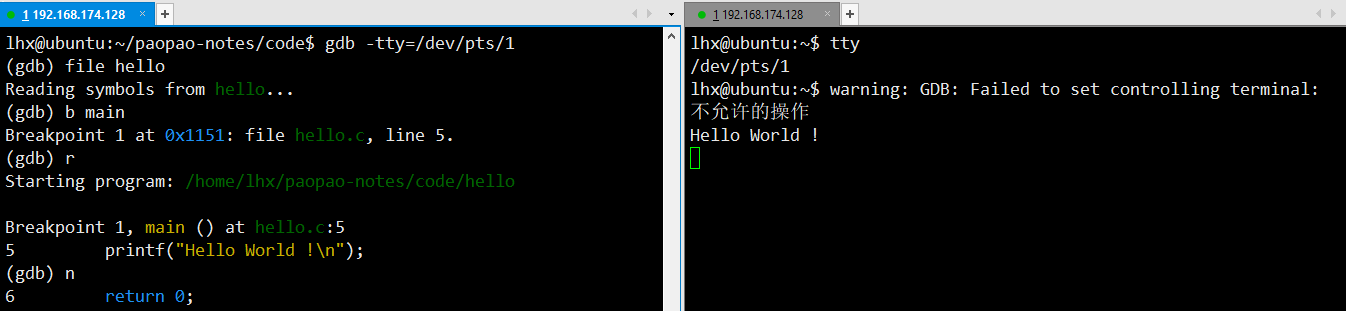 1 192.168.174.128 × +
lhx@ubuntu:~/paopao-notes/code$ gdb -tty=/dev/pts/1
(gdb) file hello
Reading symbols from hello...
(gdb) b main
Breakpoint 1 at 0x1151: file hello.c, line 5.
(gdb) r
Starting program: /home/lhx/paopao-notes/code/hello
Breakpoint 1, main () at hello.c:5
5         printf("Hello World !\n");
(gdb) n
6         return 0;
1 192.168.174.128 × +
lhx@ubuntu:~$ tty
/dev/pts/1
lhx@ubuntu:~$ warning: GDB: Failed to set controlling terminal:
不允许的操作
Hello World !